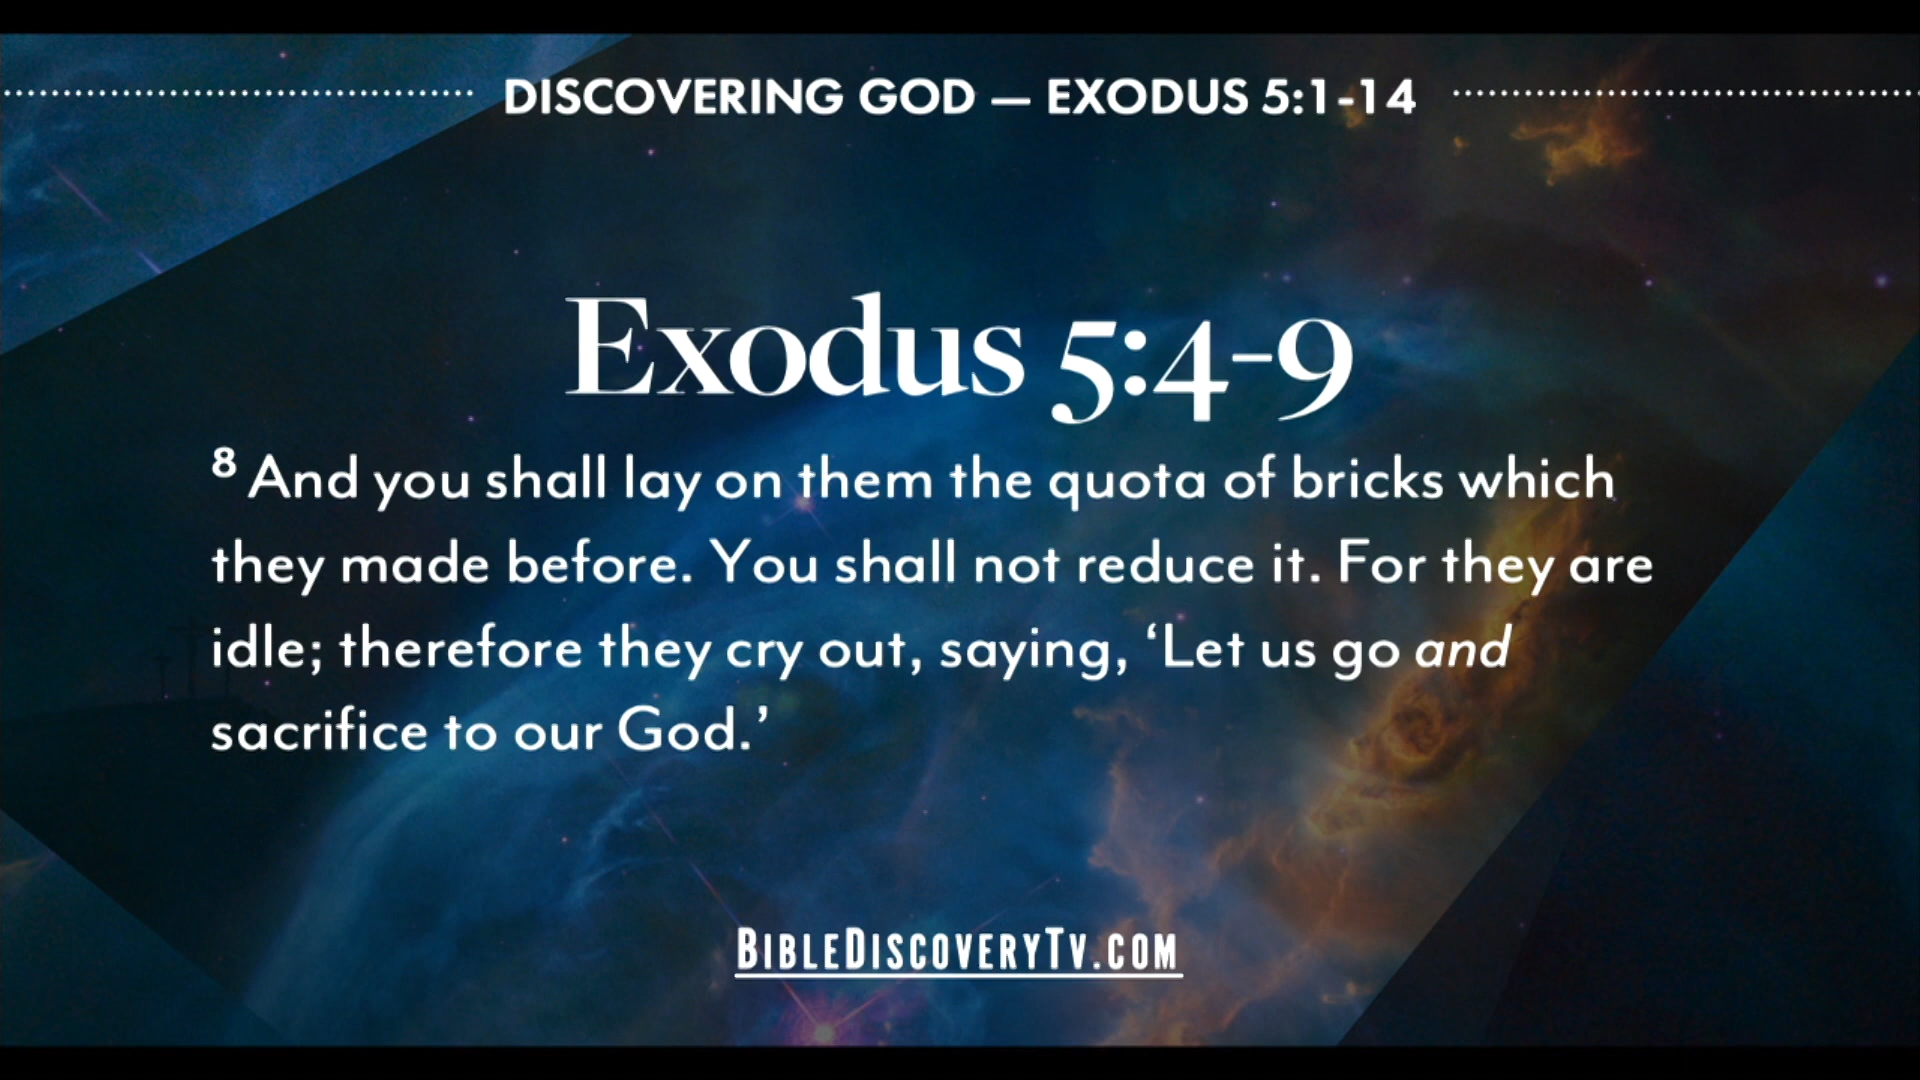 DISCOVERING GOD — EXODUS 5:1-14
Exodus 5:4-9
8 And you shall lay on them the quota of bricks which
they made before. You shall not reduce it. For they are
idle; therefore they cry out, saying, ‘Let us go and
sacrifice to our God.’
BIBLEDISCOVERYTV.COM